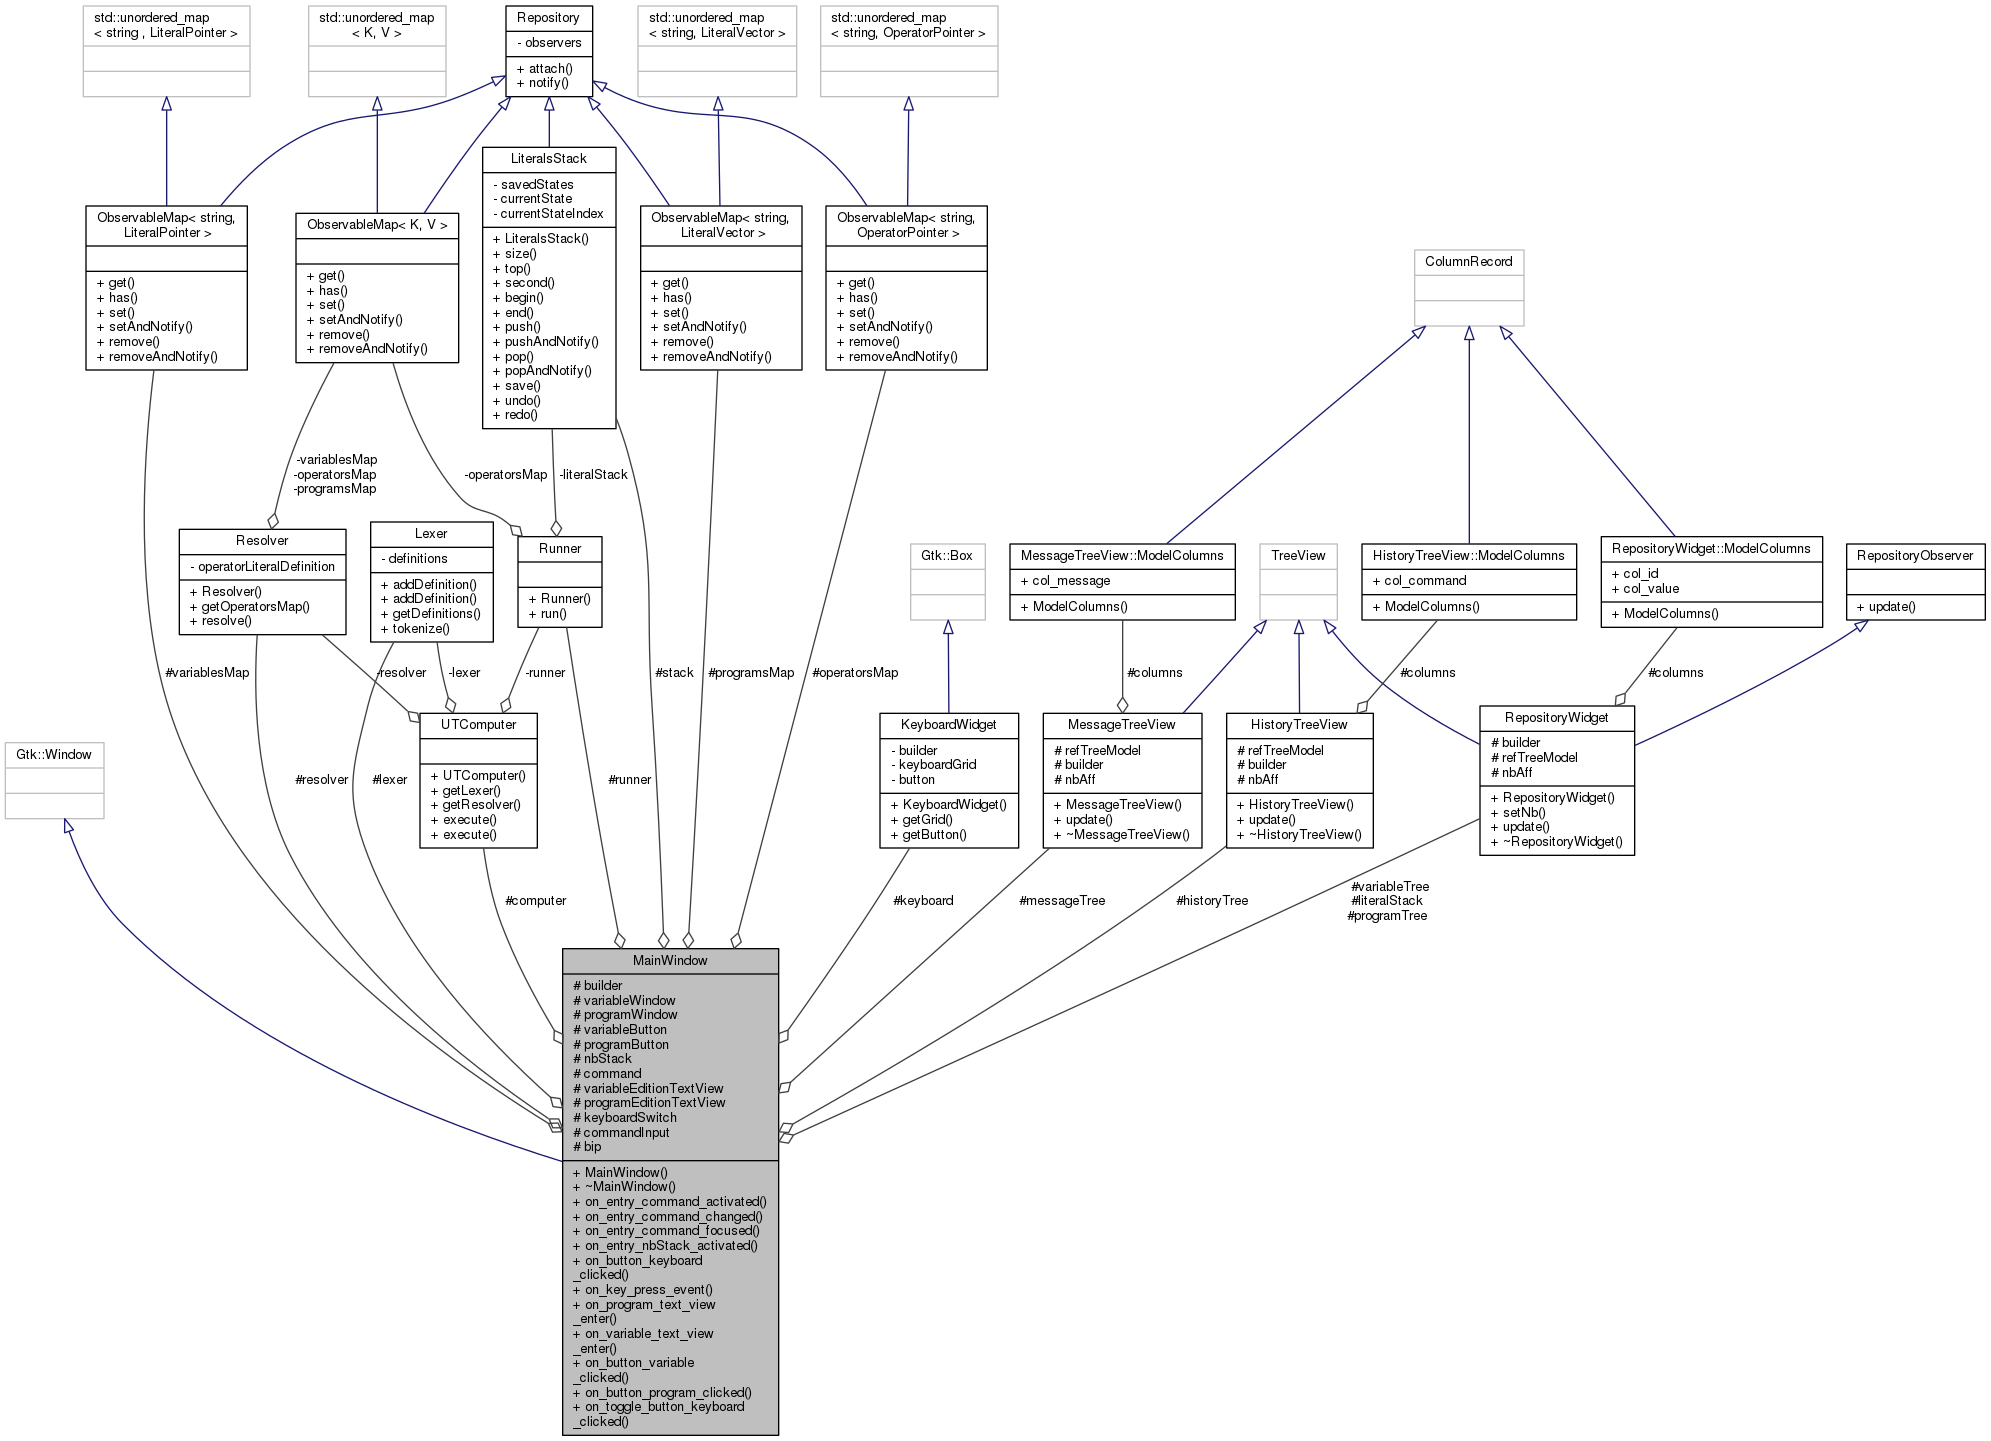 std::unordered_map
< string , LiteralPointer >
std::unordered_map
< K, V >
Repository
- observers
+ attach()
+ notify()
std::unordered_map
< string, LiteralVector >
std::unordered_map
< string, OperatorPointer >
LiteralsStack
- savedStates
- currentState
- currentStateIndex
+ LiteralsStack()
+ size()
+ top()
+ second()
+ begin()
+ end()
+ push()
+ pushAndNotify()
+ pop()
+ popAndNotify()
+ save()
+ undo()
+ redo()
ObservableMap< string,
LiteralPointer >
+ get()
+ has()
+ set()
+ setAndNotify()
+ remove()
+ removeAndNotify()
ObservableMap< K, V >
+ get()
+ has()
+ set()
+ setAndNotify()
+ remove()
+ removeAndNotify()
ObservableMap< string,
LiteralVector >
+ get()
+ has()
+ set()
+ setAndNotify()
+ remove()
+ removeAndNotify()
ObservableMap< string,
OperatorPointer >
+ get()
+ has()
+ set()
+ setAndNotify()
+ remove()
+ removeAndNotify()
ColumnRecord
-variablesMap
-operatorsMap
-programsMap
-operatorsMap
-literalStack
Resolver
- operatorLiteralDefinition
+ Resolver()
+ getOperatorsMap()
+ resolve()
Lexer
- definitions
+ addDefinition()
+ addDefinition()
+ getDefinitions()
+ tokenize()
Runner
+ Runner()
+ run()
Gtk::Box
MessageTreeView::ModelColumns
+ col_message
+ ModelColumns()
TreeView
HistoryTreeView::ModelColumns
+ col_command
+ ModelColumns()
RepositoryWidget::ModelColumns
+ col_id
+ col_value
+ ModelColumns()
RepositoryObserver
+ update()
#variablesMap
-resolver
-lexer
-runner
#stack
#programsMap
#operatorsMap
#columns
#columns
#columns
Gtk::Window
#resolver
#lexer
UTComputer
+ UTComputer()
+ getLexer()
+ getResolver()
+ execute()
+ execute()
#runner
KeyboardWidget
- builder
- keyboardGrid
- button
+ KeyboardWidget()
+ getGrid()
+ getButton()
MessageTreeView
# refTreeModel
# builder
# nbAff
+ MessageTreeView()
+ update()
+ ~MessageTreeView()
HistoryTreeView
# refTreeModel
# builder
# nbAff
+ HistoryTreeView()
+ update()
+ ~HistoryTreeView()
RepositoryWidget
# builder
# refTreeModel
# nbAff
+ RepositoryWidget()
+ setNb()
+ update()
+ ~RepositoryWidget()
#computer
#keyboard
#messageTree
#historyTree
#variableTree
#literalStack
#programTree
MainWindow
# builder
# variableWindow
# programWindow
# variableButton
# programButton
# nbStack
# command
# variableEditionTextView
# programEditionTextView
# keyboardSwitch
# commandInput
# bip
+ MainWindow()
+ ~MainWindow()
+ on_entry_command_activated()
+ on_entry_command_changed()
+ on_entry_command_focused()
+ on_entry_nbStack_activated()
+ on_button_keyboard
_clicked()
+ on_key_press_event()
+ on_program_text_view
_enter()
+ on_variable_text_view
_enter()
+ on_button_variable
_clicked()
+ on_button_program_clicked()
+ on_toggle_button_keyboard
_clicked()